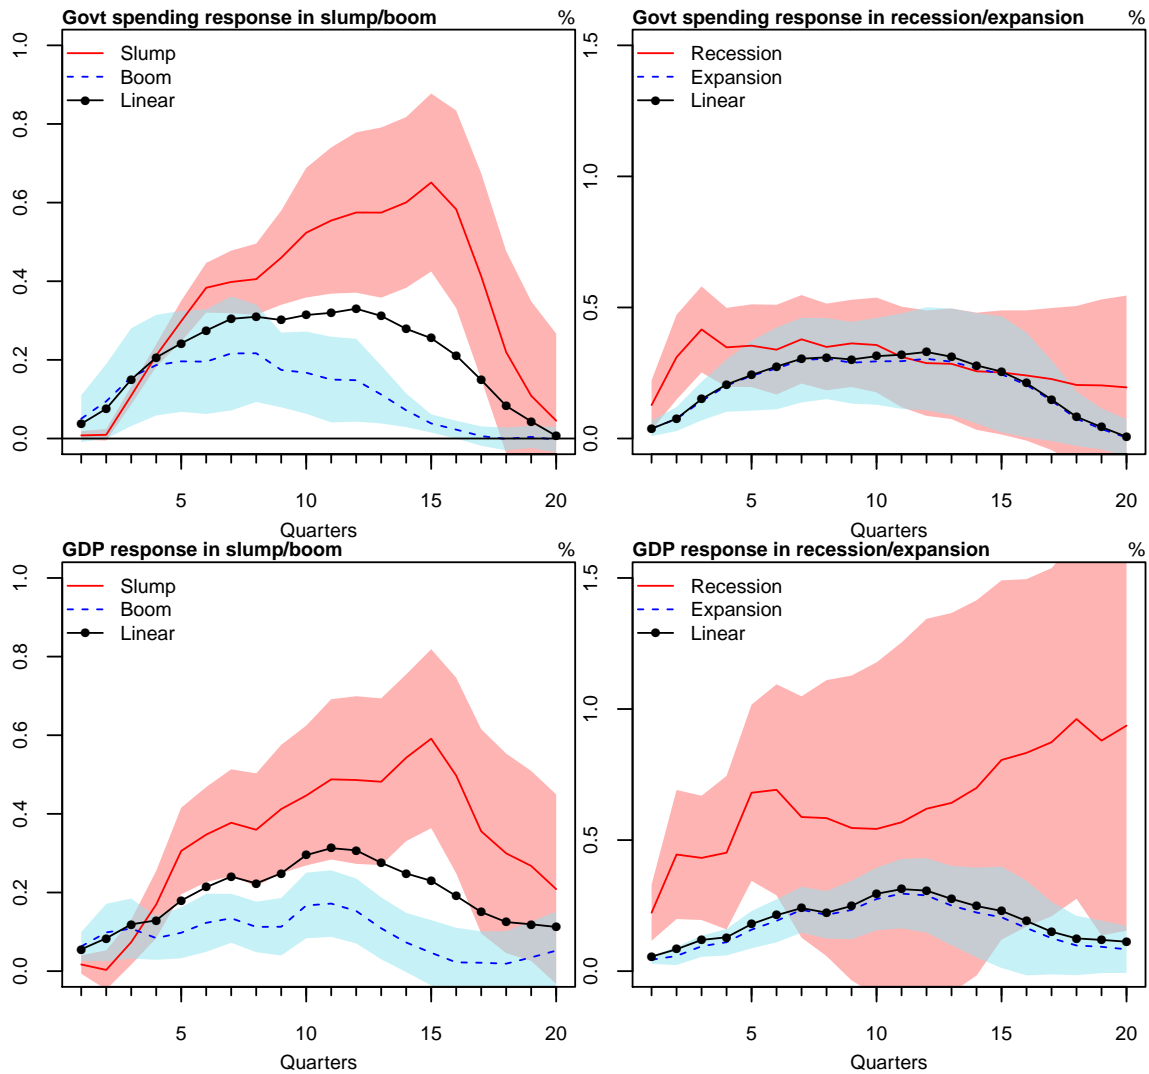 Govt spending response in slump/boom %
Slump
Boom
Linear
1.0
0.8
0.6
0.4
0.2
0.0
5 10 15 20
Quarters
Govt spending response in recession/expansion %
Recession
Expansion
Linear
1.5
1.0
0.5
0.0
5 10 15 20
Quarters
GDP response in slump/boom %
Slump
Boom
Linear
1.0
0.8
0.6
0.4
0.2
0.0
5 10 15 20
Quarters
GDP response in recession/expansion %
Recession
Expansion
Linear
1.5
1.0
0.5
0.0
5 10 15 20
Quarters